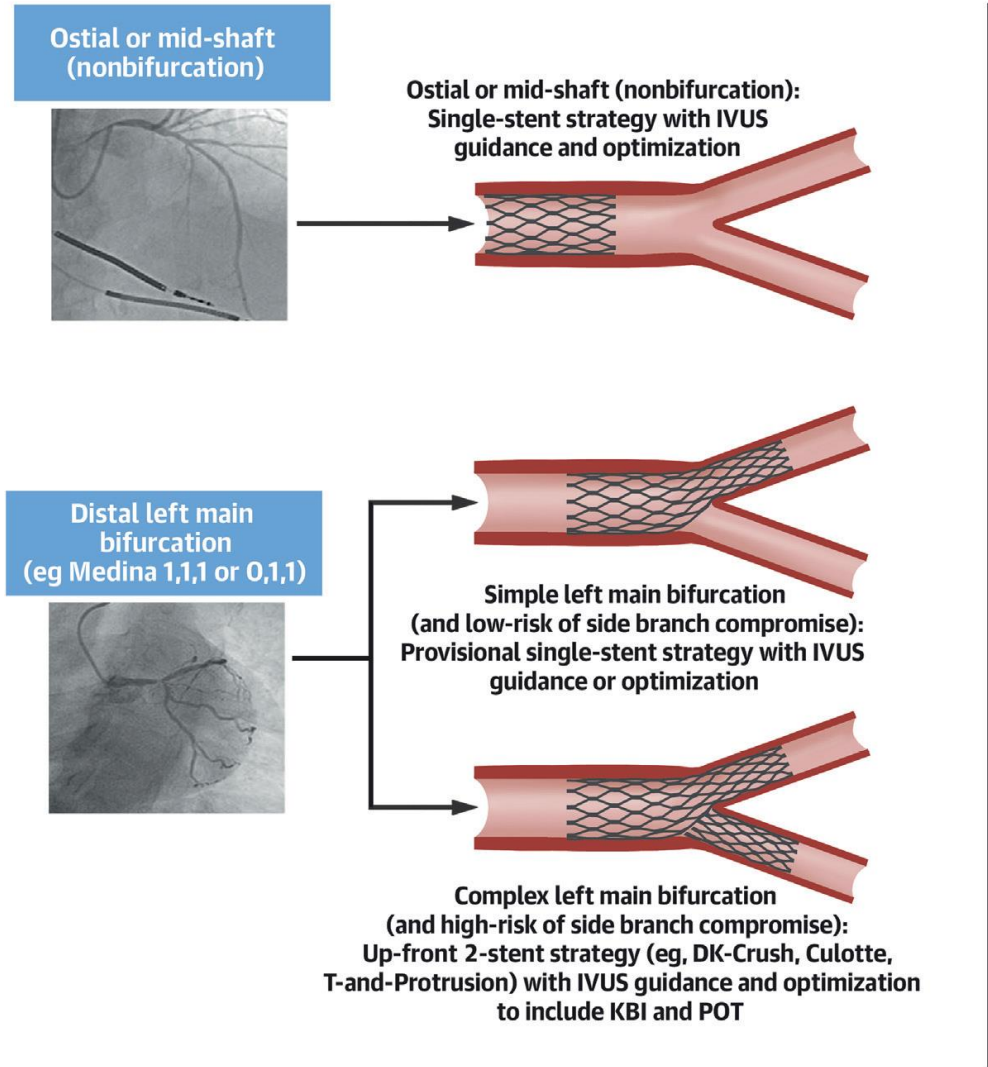 Ostial or mid-shaft
(nonbifurcation)
Ostial or mid-shaft (nonbifurcation):
Single-stent strategy with IVUS
guidance and optimization
Distal left main
bifurcation
(eg Medina 1,1,1 or 0,1,1)
Simple left main bifurcation
(and low-risk of side branch compromise):
Provisional single-stent strategy with IVUS
guidance or optimization
Complex left main bifurcation
(and high-risk of side branch compromise):
Up-front 2-stent strategy (eg, DK-Crush, Culotte,
T-and-Protrusion) with IVUS guidance and optimization
to include KBI and POT